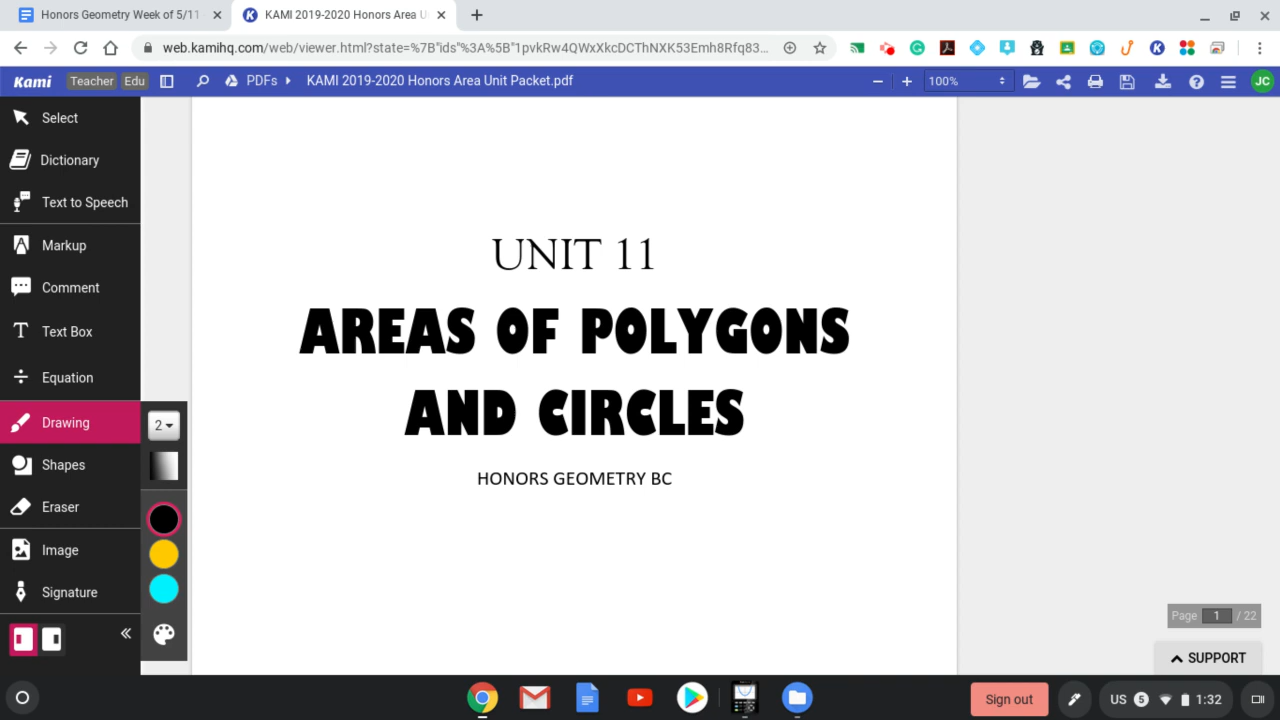 Honors Geometry Week of 5/11 -
KAMI 2019-2020 Honors Area U
web.kamihq.com/web/viewer.html?state=%7B"ids"%3A%5B"1pvkRw4QWxXkcDCThNXK53Emh8Rfq83...
Kami Teacher Edu PDFs KAMI 2019-2020 Honors Area Unit Packet.pdf − + 100% JC
Select
Dictionary
Text to Speech
Markup
Comment
Text Box
Equation
Drawing
Shapes
Eraser
Image
Signature
2
UNIT 11
AREAS OF POLYGONS
AND CIRCLES
HONORS GEOMETRY BC
Page 1 / 22
SUPPORT
Sign out
US 5 1:32